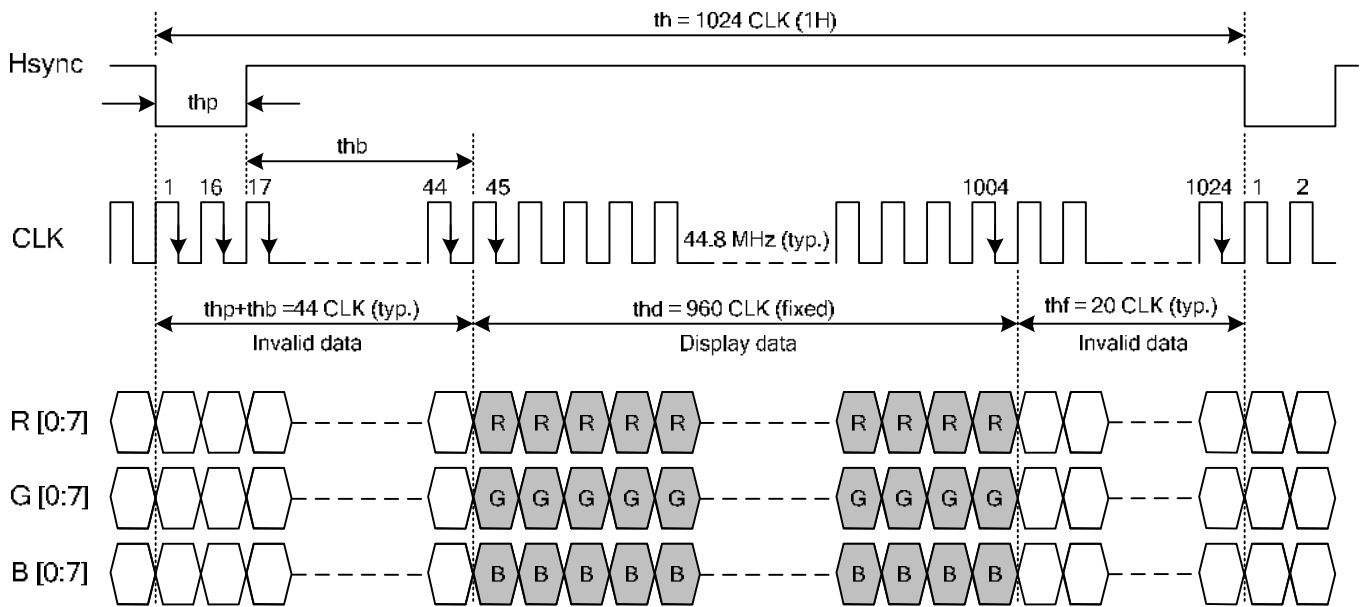 th = 1024 CLK (1H)
Hsync
thp
thb
1 16 17 44 45 1004 1024 1 2
CLK
44.8 MHz (typ.)
thp+thb =44 CLK (typ.) thd = 960 CLK (fixed) thf = 20 CLK (typ.)
Invalid data Display data Invalid data
R [0:7] R R R R R R R R R
G [0:7] G G G G G G G G G
B [0:7] B B B B B B B B B